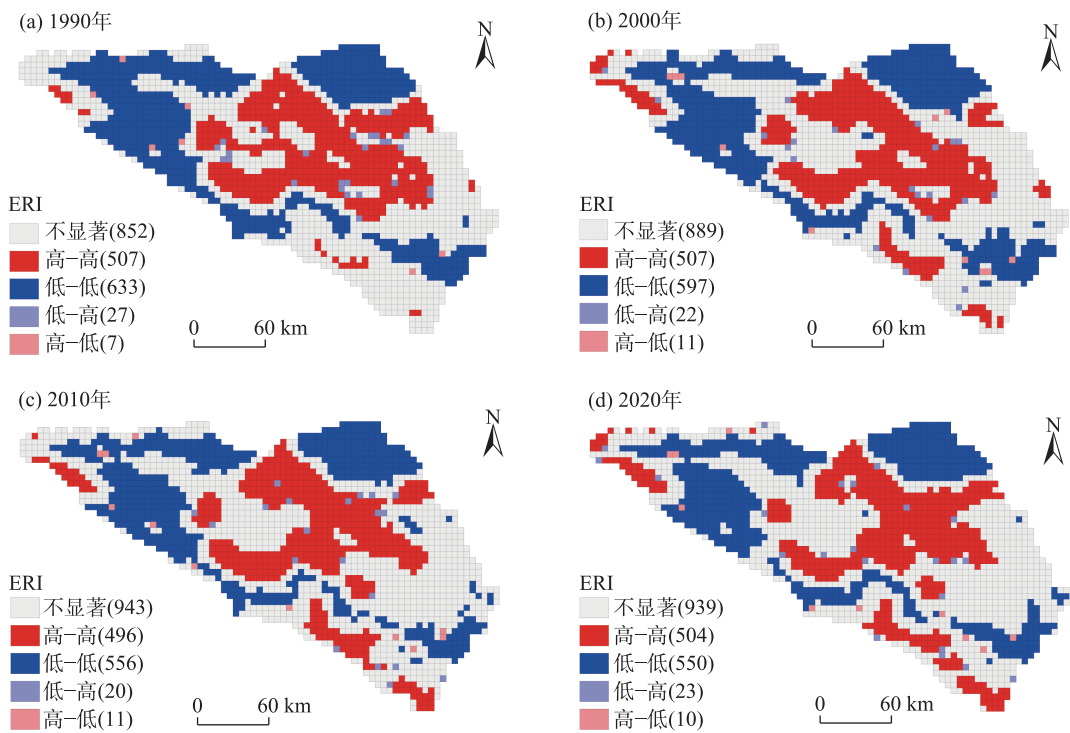 (a) 1990年
N
ERI
不显著(852)
高–高(507)
低–低(633)
低–高(27)
高–低(7)
0 60 km
(b) 2000年
N
ERI
不显著(889)
高–高(507)
低–低(597)
低–高(22)
高–低(11)
0 60 km
(c) 2010年
N
ERI
不显著(943)
高–高(496)
低–低(556)
低–高(20)
高–低(11)
0 60 km
(d) 2020年
N
ERI
不显著(939)
高–高(504)
低–低(550)
低–高(23)
高–低(10)
0 60 km